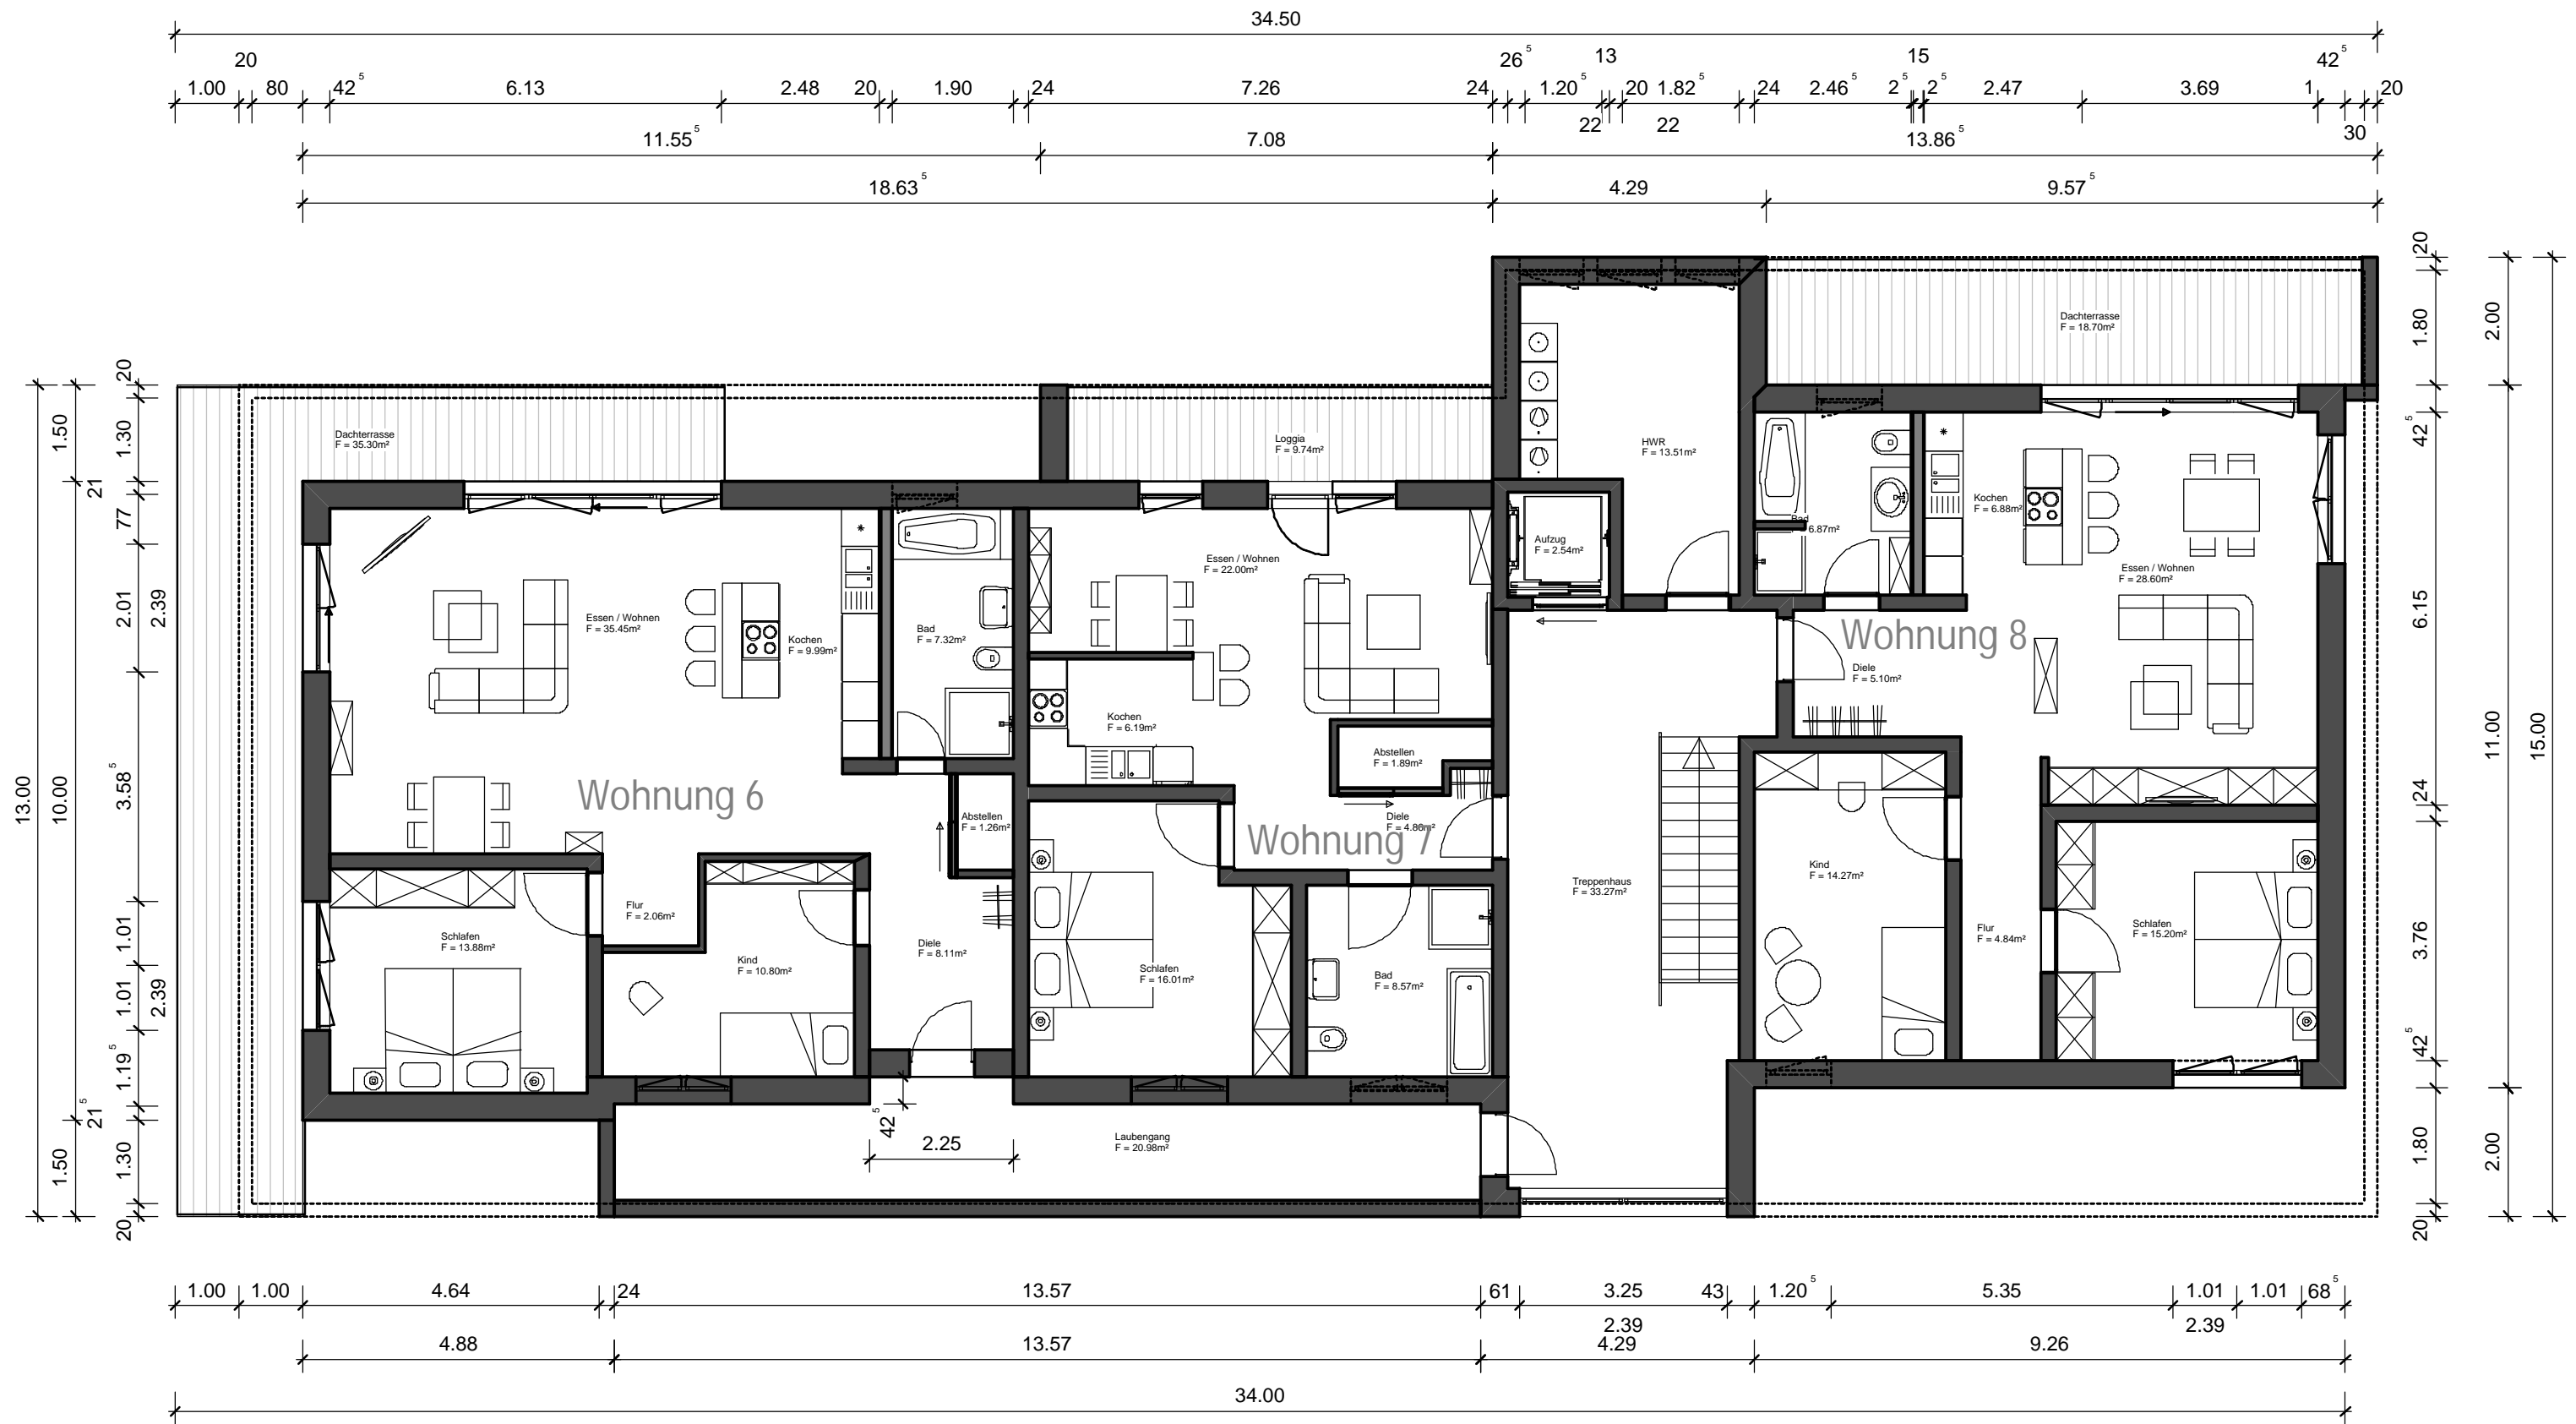 34.50
20
26⁵
13
15
42⁵
1.00
80
42⁵
6.13
2.48
20
1.90
24
7.26
24
1.20⁵
20
1.82⁵
24
2.46⁵
2⁵
2⁵
2.47
3.69
1
20
22
22
30
11.55⁵
7.08
13.86⁵
18.63⁵
4.29
9.57⁵
13.00
1.50
10.00
1.50
20
1.30
21
77
2.01
2.39
3.58⁵
1.01
1.01
2.39
1.19⁵
21⁵
1.30
20
Dachterrasse
F = 35.30m²
Loggia
F = 9.74m²
HWR
F = 13.51m²
Dachterrasse
F = 18.70m²
Aufzug
F = 2.54m²
Bad
6.87m²
Kochen
F = 6.88m²
Essen / Wohnen
F = 28.60m²
Essen / Wohnen
F = 35.45m²
Kochen
F = 9.99m²
Bad
F = 7.32m²
Essen / Wohnen
F = 22.00m²
Wohnung 8
Diele
F = 5.10m²
Kochen
F = 6.19m²
Abstellen
F = 1.89m²
Wohnung 6
Abstellen
F = 1.26m²
Diele
F = 4.86m²
Wohnung 7
Treppenhaus
F = 33.27m²
Kind
F = 14.27m²
Flur
F = 2.06m²
Schlafen
F = 13.88m²
Kind
F = 10.80m²
Diele
F = 8.11m²
Schlafen
F = 16.01m²
Bad
F = 8.57m²
Flur
F = 4.84m²
Schlafen
F = 15.20m²
42⁵
2.25
Laubengang
F = 20.98m²
20
1.80
42⁵
6.15
24
3.76
42⁵
1.80
20
2.00
11.00
2.00
15.00
1.00
1.00
4.64
24
13.57
61
3.25
43
1.20⁵
5.35
1.01
1.01
68⁵
2.39
2.39
4.88
13.57
4.29
9.26
34.00